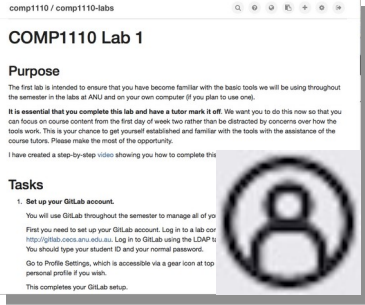 comp1110 / comp1110-labs
COMP1110 Lab 1
Purpose
The first lab is intended to ensure that you have become familiar with the basic tools we will be using throughout
the semester in the labs at ANU and on your own computer (if you plan to use one).
It is essential that you complete this lab and have a tutor mark it off. We want you to do this now so that you
can focus on course content from the first day of week two rather than be distracted by concerns over how the
tools work. This is your chance to get yourself established and familiar with the tools with the assistance of the
course tutors. Please make the most of the opportunity.
I have created a step-by-step video showing you how to complete this
Tasks
1. Set up your GitLab account.
You will use GitLab throughout the semester to manage all of yo
First you need to set up your GitLab account. Log in to a lab cor
http://gitlab.cecs.anu.edu.au. Log in to GitLab using the LDAP ta
You should type your student ID and your normal password.
Go to Profile Settings, which is accessible via a gear icon at top
personal profile if you wish.
This completes your GitLab setup.